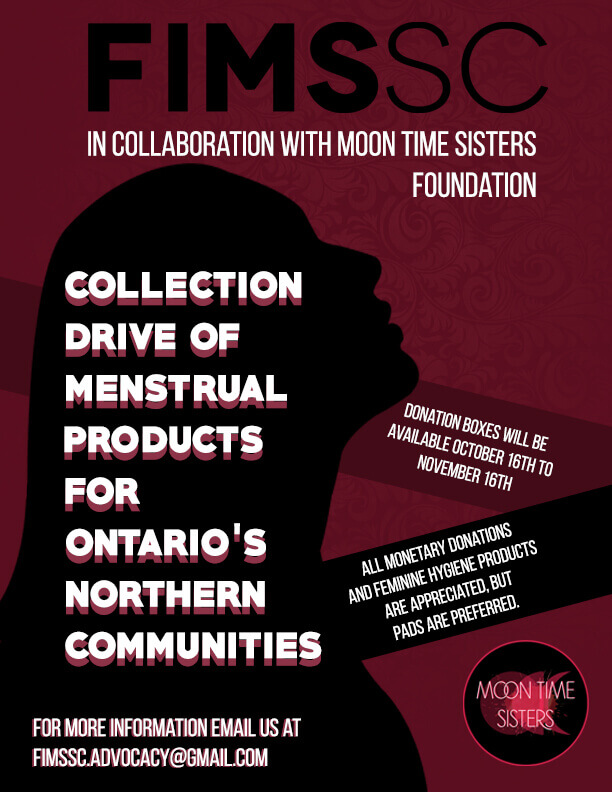 FIMSSC
IN COLLABORATION WITH MOON TIME SISTERS
FOUNDATION
COLLECTION
DRIVE OF
MENSTRUAL
PRODUCTS
FOR
ONTARIO'S
NORTHERN
COMMUNITIES
DONATION BOXES WILL BE
AVAILABLE OCTOBER 16TH TO
NOVEMBER 16TH
ALL MONETARY DONATIONS
AND FEMININE HYGIENE PRODUCTS
ARE APPRECIATED, BUT
PADS ARE PREFERRED.
MOON TIME
SISTERS
FOR MORE INFORMATION EMAIL US AT
FIMSSC.ADVOCACY@GMAIL.COM